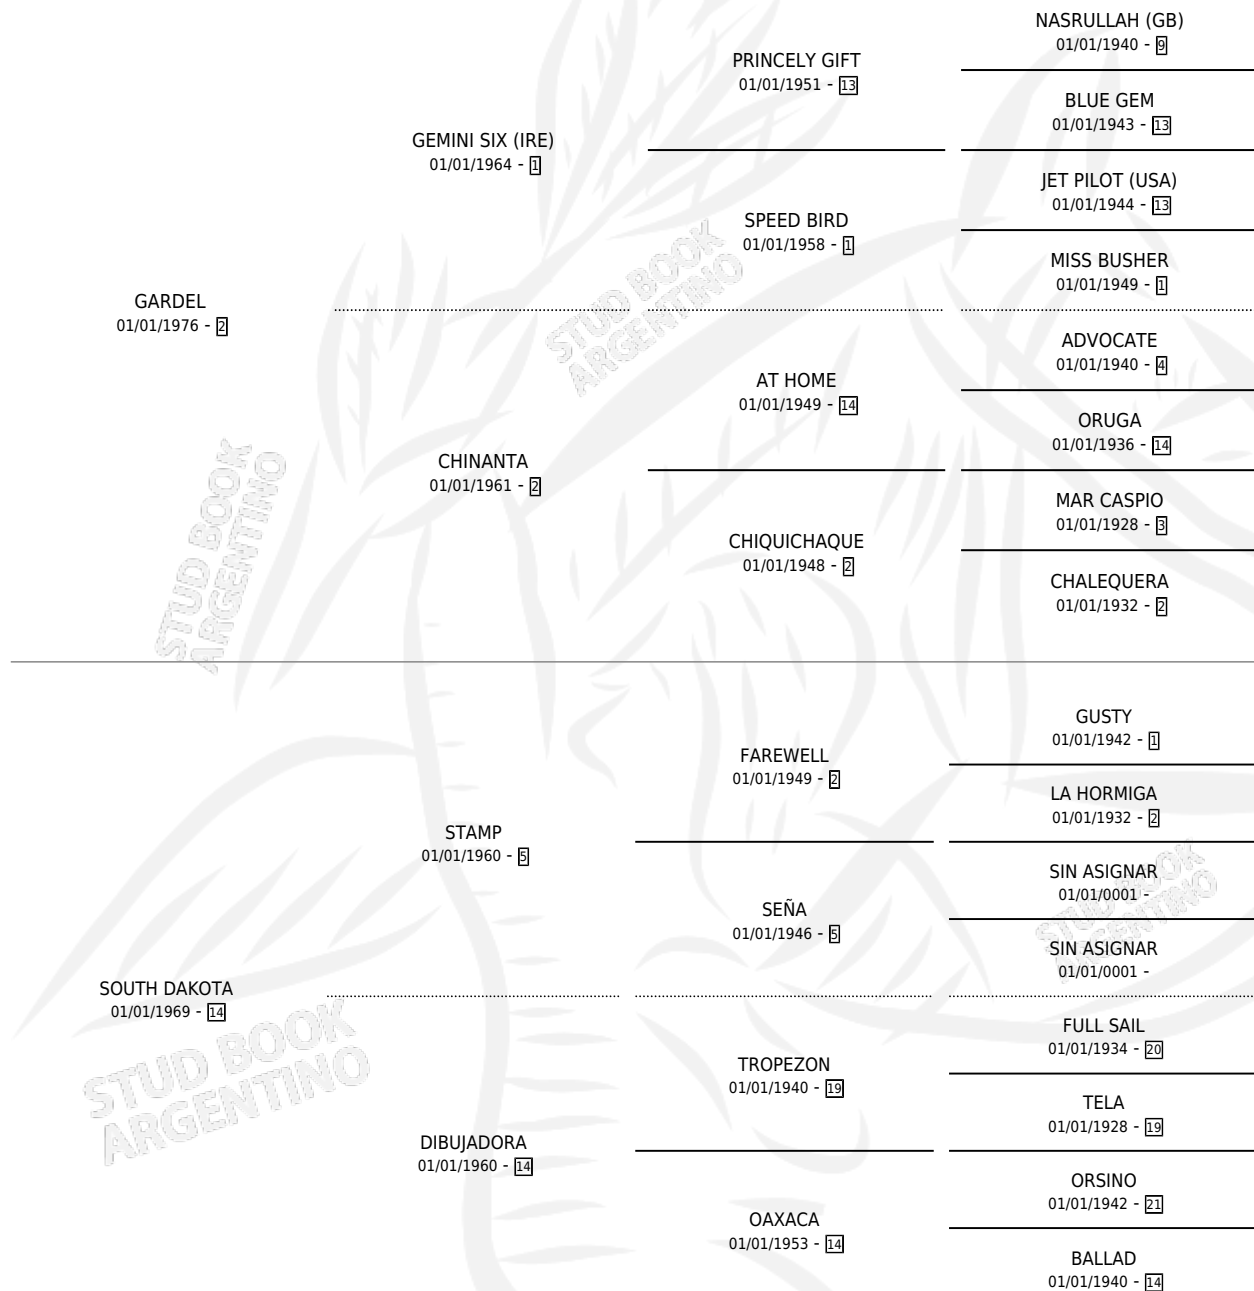 NASRULLAH (GB)
01/01/1940 - 9
PRINCELY GIFT
01/01/1951 - 13
BLUE GEM
01/01/1943 - 13
GEMINI SIX (IRE)
01/01/1964 - 1
JET PILOT (USA)
01/01/1944 - 13
SPEED BIRD
01/01/1958 - 1
MISS BUSHER
01/01/1949 - 1
GARDEL
01/01/1976 - 2
ADVOCATE
01/01/1940 - 4
AT HOME
01/01/1949 - 14
ORUGA
01/01/1936 - 14
CHINANTA
01/01/1961 - 2
MAR CASPIO
01/01/1928 - 3
CHIQUICHAQUE
01/01/1948 - 2
CHALEQUERA
01/01/1932 - 2
GUSTY
01/01/1942 - 1
FAREWELL
01/01/1949 - 2
LA HORMIGA
01/01/1932 - 2
STAMP
01/01/1960 - 5
SIN ASIGNAR
01/01/0001 -
SEÑA
01/01/1946 - 5
SIN ASIGNAR
01/01/0001 -
SOUTH DAKOTA
01/01/1969 - 14
FULL SAIL
01/01/1934 - 20
TROPEZON
01/01/1940 - 19
TELA
01/01/1928 - 19
DIBUJADORA
01/01/1960 - 14
ORSINO
01/01/1942 - 21
OAXACA
01/01/1953 - 14
BALLAD
01/01/1940 - 14
STUD BOOK
ARGENTINO
STUD BOOK
ARGENTINO
STUD BOOK
ARGENTINO
STUD BOOK
ARGENTINO